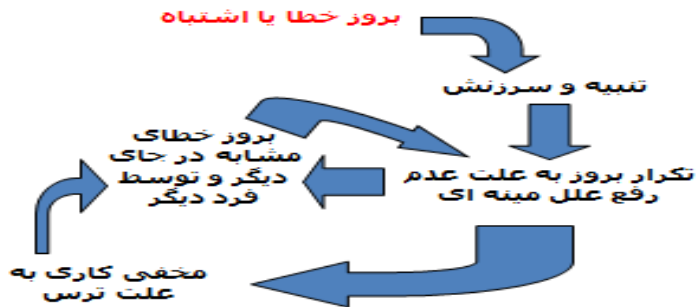 بروز خطا یا اشتباه
تنبیه و سرزنش
تکرار بروز به علت عدم
رفع علل مینه ای
بروز خطای
مشابه در جای
دیگر و توسط
فرد دیگر
مخفی کاری به
علت ترس